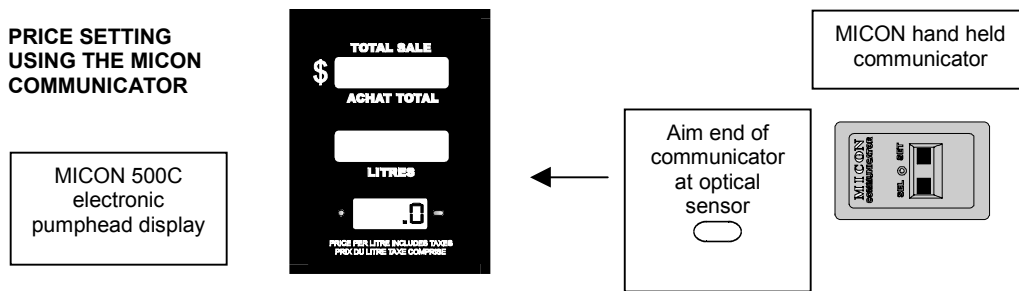 PRICE SETTING
USING THE MICON
COMMUNICATOR
MICON 500C
electronic
pumphead display
TOTAL SALE
$
ACHAT TOTAL
LITRES
.0
PRICE PER LITRE INCLUDES TAXES
PRIX DU LITRE TAXE COMPRISE
Aim end of
communicator
at optical
sensor
MICON hand held
communicator
MICON
COMMUNICATOR
SEL SET